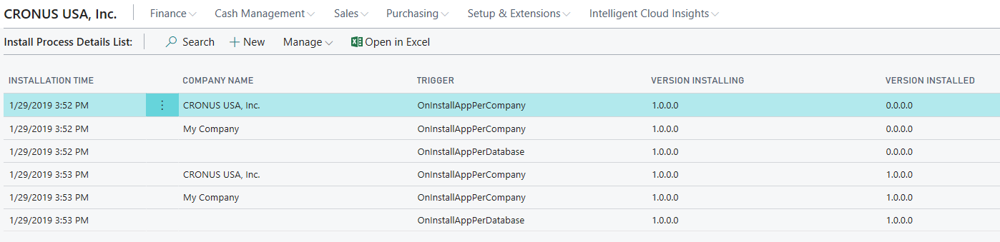 CRONUS USA, Inc. Finance Cash Management Sales Purchasing Setup & Extensions Intelligent Cloud Insights
Install Process Details List: Search New Manage Open in Excel
INSTALLATION TIME COMPANY NAME TRIGGER VERSION INSTALLING VERSION INSTALLED
1/29/2019 3:52 PM CRONUS USA, Inc. OnInstallAppPerCompany 1.0.0.0 0.0.0.0
1/29/2019 3:52 PM My Company OnInstallAppPerCompany 1.0.0.0 0.0.0.0
1/29/2019 3:52 PM OnInstallAppPerDatabase 1.0.0.0 0.0.0.0
1/29/2019 3:53 PM CRONUS USA, Inc. OnInstallAppPerCompany 1.0.0.0 1.0.0.0
1/29/2019 3:53 PM My Company OnInstallAppPerCompany 1.0.0.0 1.0.0.0
1/29/2019 3:53 PM OnInstallAppPerDatabase 1.0.0.0 1.0.0.0